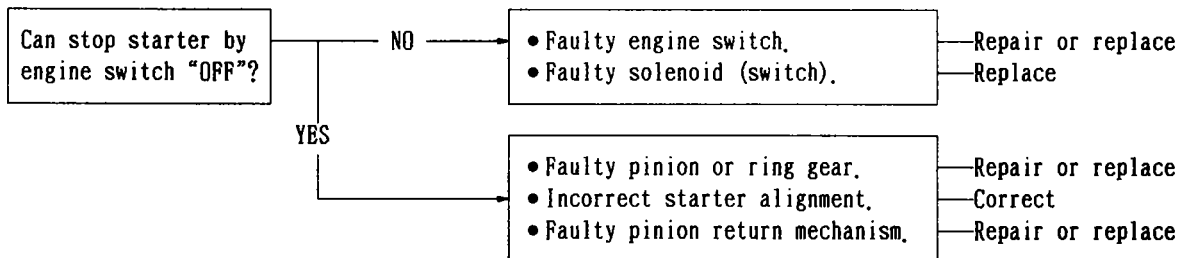 Can stop starter by
engine switch “OFF”?
NO
• Faulty engine switch.
Repair or replace
• Faulty solenoid (switch).
Replace
YES
• Faulty pinion or ring gear.
Repair or replace
• Incorrect starter alignment.
Correct
• Faulty pinion return mechanism.
Repair or replace